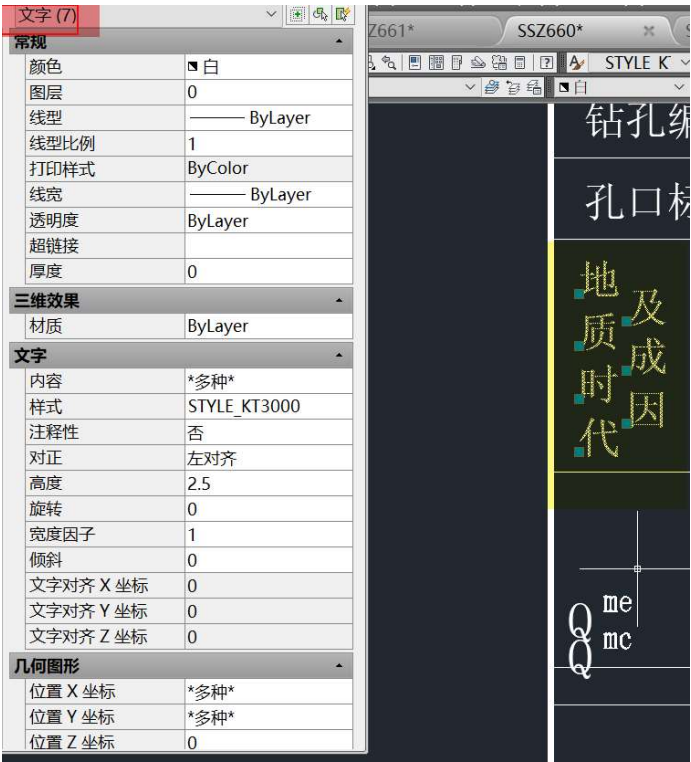 文字 (7)
常规
颜色 白
图层 0
线型 ByLayer
线型比例 1
打印样式 ByColor
线宽 ByLayer
透明度 ByLayer
超链接
厚度 0
三维效果
材质 ByLayer
文字
内容 *多种*
样式 STYLE_KT3000
注释性 否
对正 左对齐
高度 2.5
旋转 0
宽度因子 1
倾斜 0
文字对齐 X 坐标 0
文字对齐 Y 坐标 0
文字对齐 Z 坐标 0
几何图形
位置 X 坐标 *多种*
位置 Y 坐标 *多种*
位置 Z 坐标 0
Z661*
SSZ660*
STYLE_K
白
钻孔编
孔口标
地质时代
及成因
Q me
Q mc